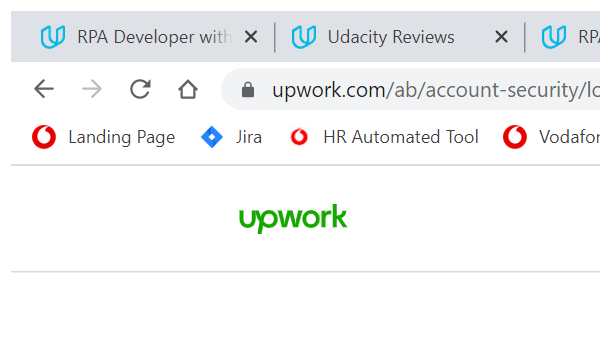 RPA Developer with Udacity Reviews RPA
upwork.com/ab/account-security/lo
Landing Page Jira HR Automated Tool Vodafon
upwork